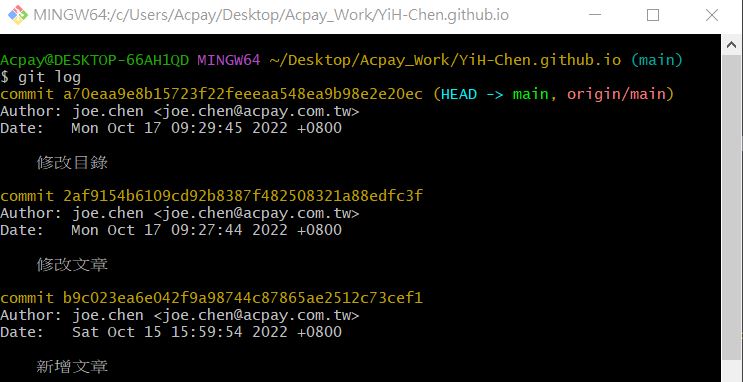 MINGW64:/c/Users/Acpay/Desktop/Acpay_Work/YiH-Chen.github.io
Acpay@DESKTOP-66AH1QD MINGW64 ~/Desktop/Acpay_Work/YiH-Chen.github.io (main)
$ git log
commit a70eaa9e8b15723f22feeeaa548ea9b98e2e20ec (HEAD -> main, origin/main)
Author: joe.chen <joe.chen@acpay.com.tw>
Date:   Mon Oct 17 09:29:45 2022 +0800
修改目錄
commit 2af9154b6109cd92b8387f482508321a88edfc3f
Author: joe.chen <joe.chen@acpay.com.tw>
Date:   Mon Oct 17 09:27:44 2022 +0800
修改文章
commit b9c023ea6e042f9a98744c87865ae2512c73cef1
Author: joe.chen <joe.chen@acpay.com.tw>
Date:   Sat Oct 15 15:59:54 2022 +0800
新增文章